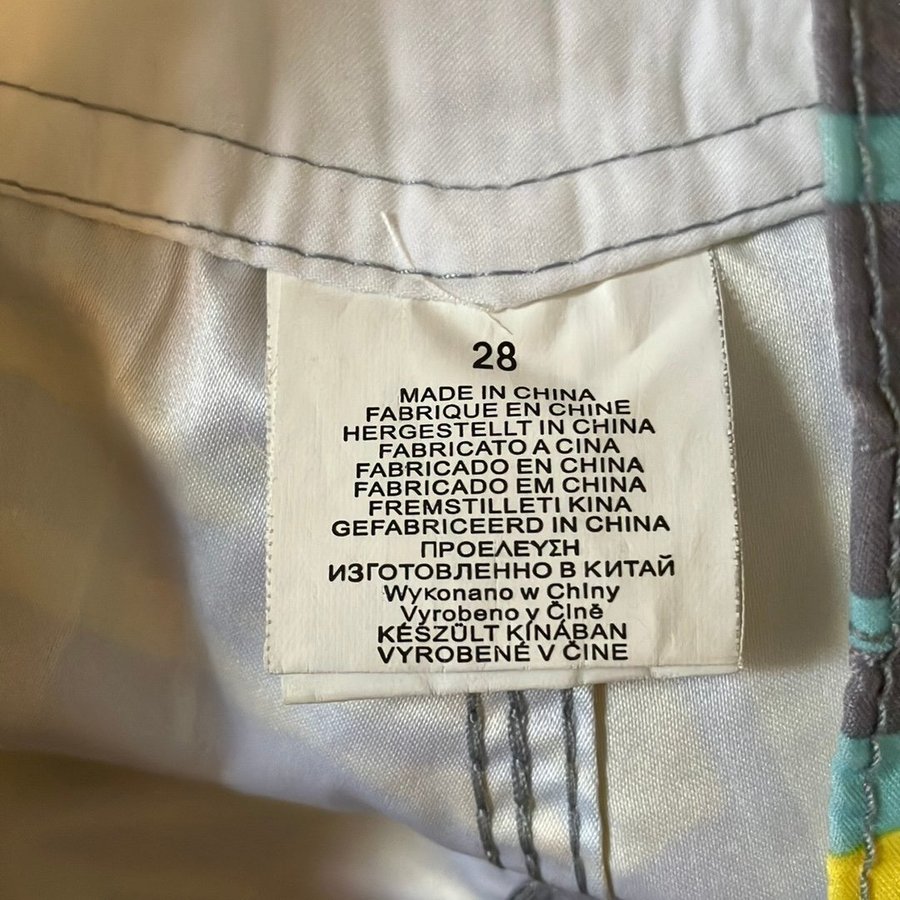 28
MADE IN CHINA
FABRIQUE EN CHINE
HERGESTELLT IN CHINA
FABRICATO A CINA
FABRICADO EN CHINA
FABRICADO EM CHINA
FREMSTILLETI KINA
GEFABRICEERD IN CHINA
ΠΡΟΕΛΕΥΣΗ
ИЗГОТОВЛЕННО В КИТАЙ
Wykonano w Chlny
Vyrobeno v Člně
KÉSZÜLT KÍNÁBAN
VYROBENÉ V ČINE